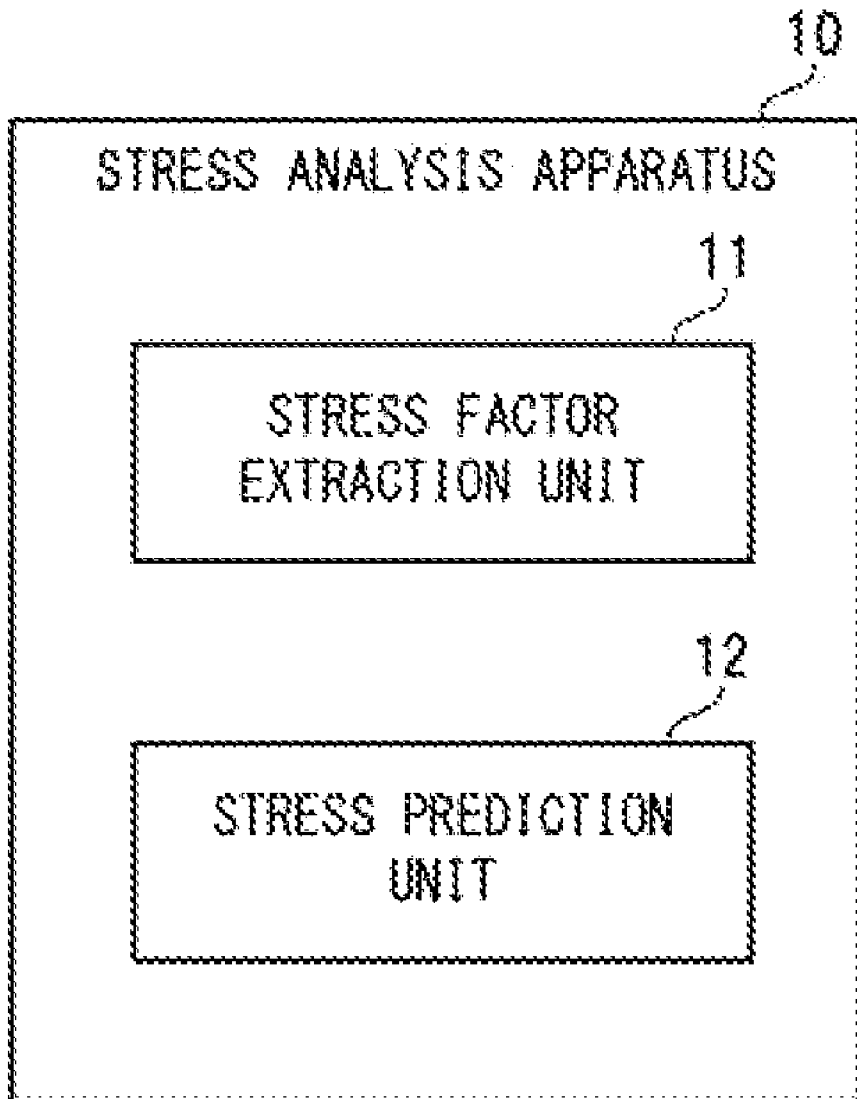 10
STRESS ANALYSIS APPARATUS
11
STRESS FACTOR
EXTRACTION UNIT
12
STRESS PREDICTION
UNIT